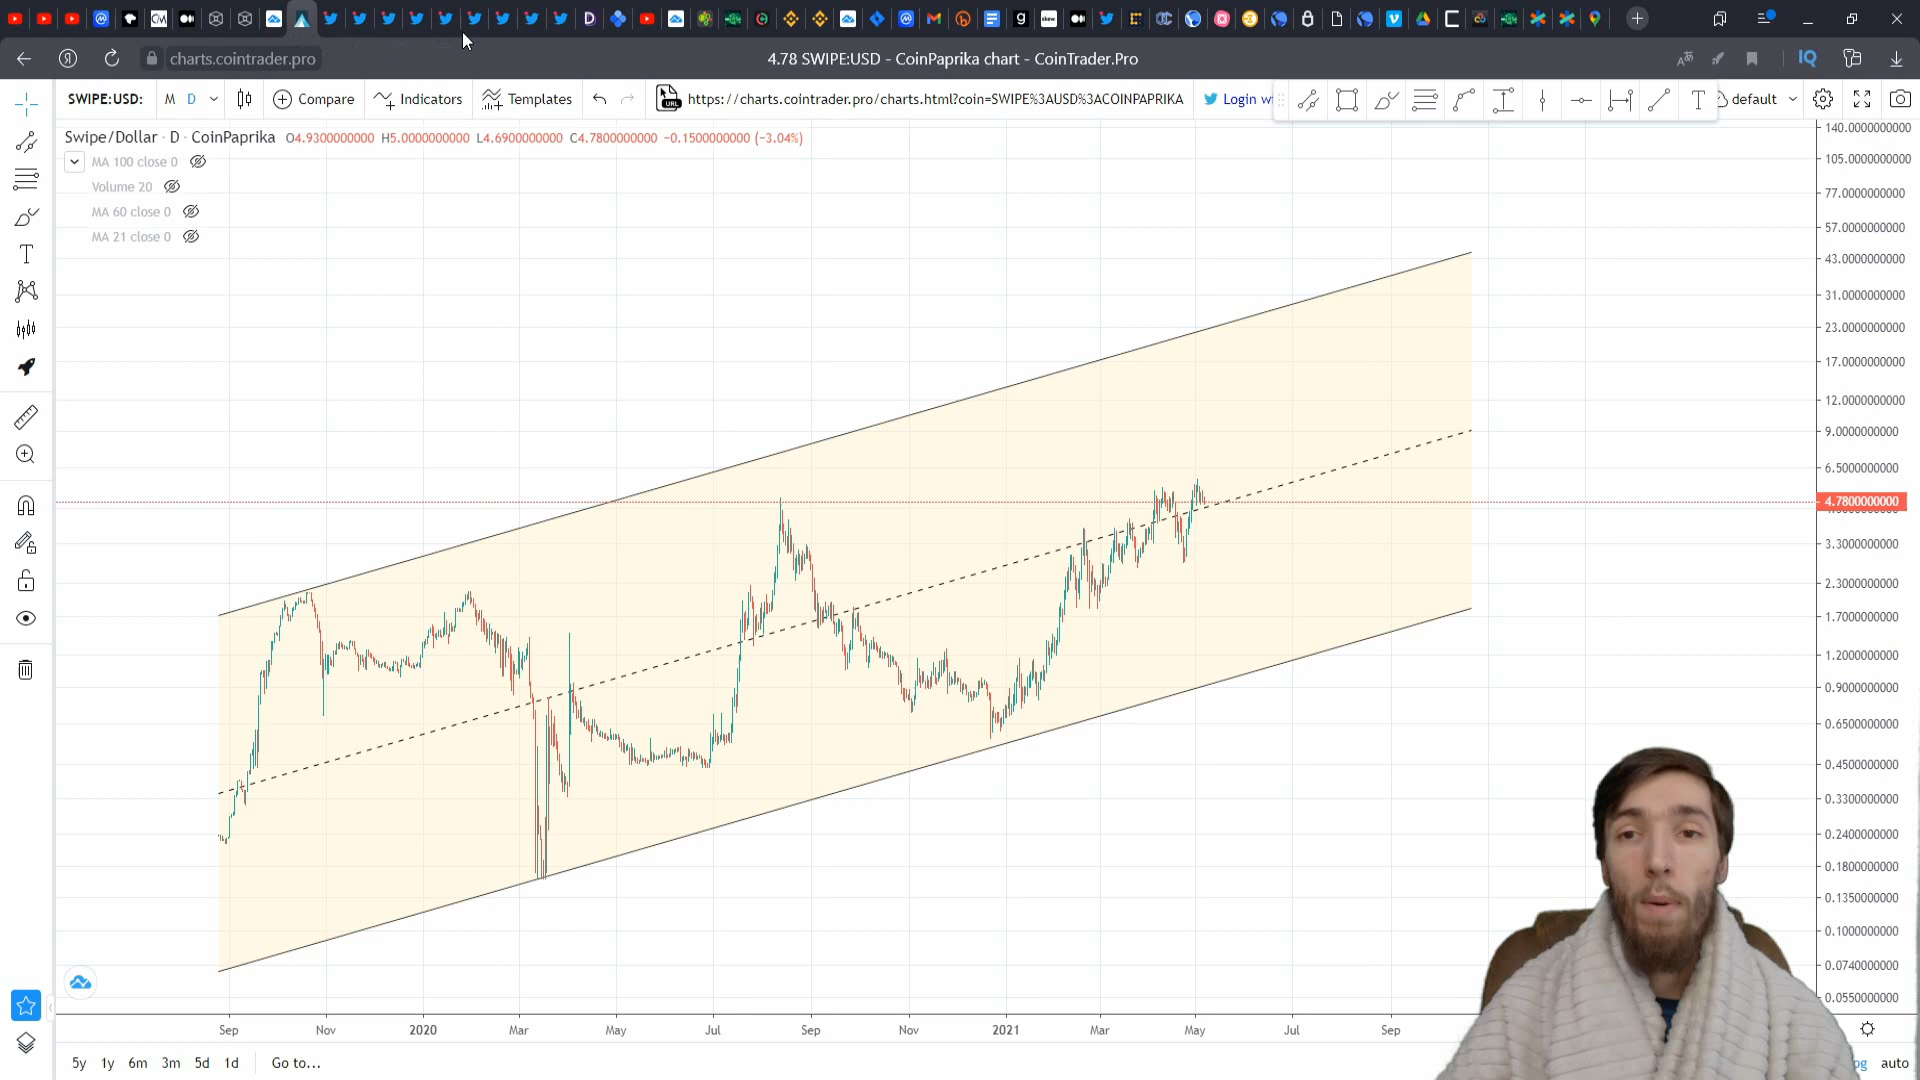 charts.cointrader.pro
4.78 SWIPE:USD - CoinPaprika chart - CoinTrader.Pro
SWIPE:USD: M D Compare Indicators Templates https://charts.cointrader.pro/charts.html?coin=SWIPE%3AUSD%3ACOINPAPRIKA Login wi default
Swipe/Dollar · D · CoinPaprika O4.9300000000 H5.0000000000 L4.6900000000 C4.7800000000 −0.1500000000 (−3.04%)
MA 100 close 0
Volume 20
MA 60 close 0
MA 21 close 0
140.0000000000
105.0000000000
77.0000000000
57.0000000000
43.0000000000
31.0000000000
23.0000000000
17.0000000000
12.0000000000
9.0000000000
6.5000000000
4.7800000000
3.3000000000
2.3000000000
1.7000000000
1.2000000000
0.9000000000
0.6500000000
0.4500000000
0.3300000000
0.2400000000
0.1800000000
0.1350000000
0.1000000000
0.0740000000
0.0550000000
Sep Nov 2020 Mar May Jul Sep Nov 2021 Mar May Jul Sep
5y 1y 6m 3m 5d 1d Go to... og auto